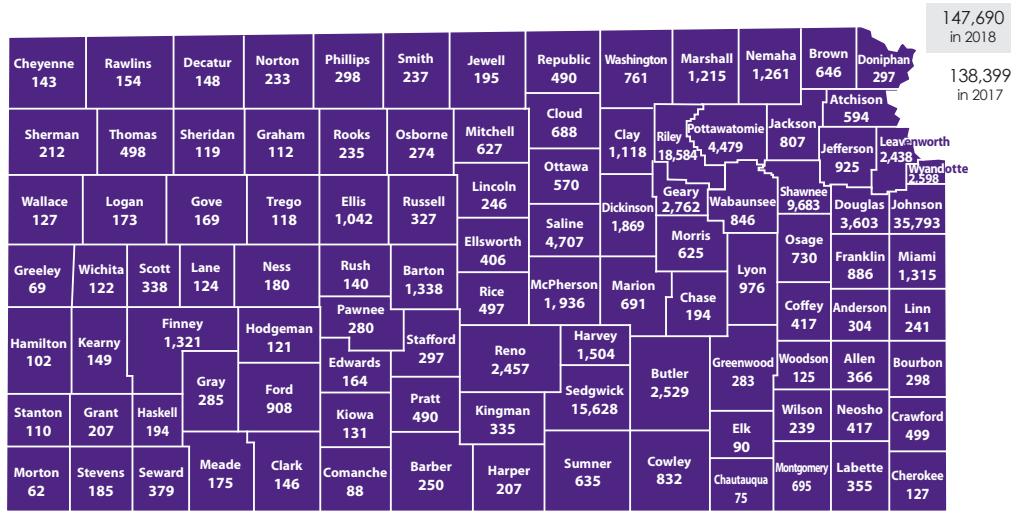 147,690
in 2018
138,399
in 2017
Cheyenne
143
Rawlins
154
Decatur
148
Norton
233
Phillips
298
Smith
237
Jewell
195
Republic
490
Washington
761
Marshall
1,215
Nemaha
1,261
Brown
646
Doniphan
297
Atchison
594
Sherman
212
Thomas
498
Sheridan
119
Graham
112
Rooks
235
Osborne
274
Mitchell
627
Cloud
688
Clay
1,118
Riley
18,584
Pottawatomie
4,479
Jackson
807
Jefferson
925
Leavenworth
2,438
Wyandotte
2,598
Ottawa
570
Wallace
127
Logan
173
Gove
169
Trego
118
Ellis
1,042
Russell
327
Lincoln
246
Saline
4,707
Dickinson
1,869
Geary
2,762
Wabaunsee
846
Shawnee
9,683
Douglas
3,603
Johnson
35,793
Ellsworth
406
Morris
625
Osage
730
Franklin
886
Miami
1,315
Greeley
69
Wichita
122
Scott
338
Lane
124
Ness
180
Rush
140
Barton
1,338
Rice
497
McPherson
1, 936
Marion
691
Chase
194
Lyon
976
Coffey
417
Anderson
304
Linn
241
Pawnee
280
Hamilton
102
Kearny
149
Finney
1,321
Hodgeman
121
Stafford
297
Edwards
164
Reno
2,457
Harvey
1,504
Butler
2,529
Greenwood
283
Woodson
125
Allen
366
Bourbon
298
Gray
285
Ford
908
Sedgwick
15,628
Stanton
110
Grant
207
Haskell
194
Kiowa
131
Pratt
490
Kingman
335
Elk
90
Wilson
239
Neosho
417
Crawford
499
Morton
62
Stevens
185
Seward
379
Meade
175
Clark
146
Comanche
88
Barber
250
Harper
207
Sumner
635
Cowley
832
Chautauqua
75
Montgomery
695
Labette
355
Cherokee
127